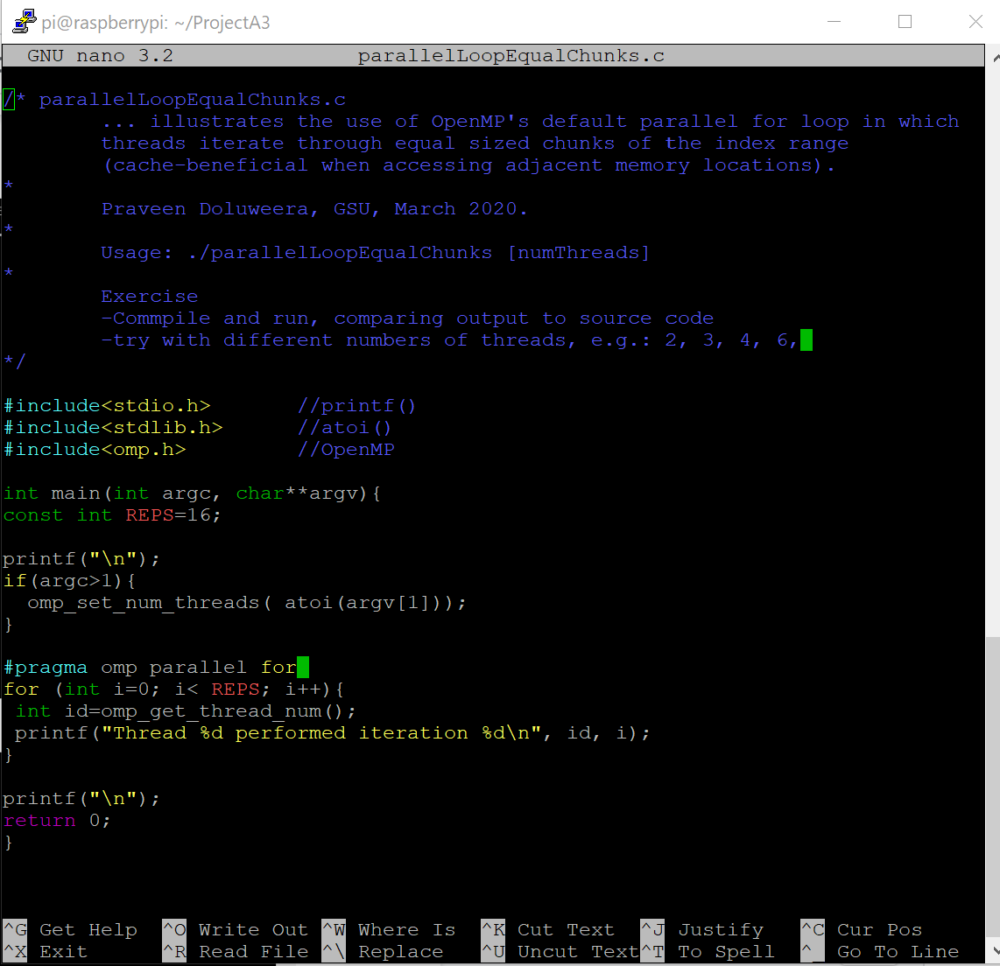 pi@raspberrypi: ~/ProjectA3
GNU nano 3.2 parallelLoopEqualChunks.c
/* parallelLoopEqualChunks.c
... illustrates the use of OpenMP's default parallel for loop in which
threads iterate through equal sized chunks of the index range
(cache-beneficial when accessing adjacent memory locations).
*
Praveen Doluweera, GSU, March 2020.
*
Usage: ./parallelLoopEqualChunks [numThreads]
*
Exercise
-Commpile and run, comparing output to source code
-try with different numbers of threads, e.g.: 2, 3, 4, 6,
*/
#include<stdio.h> //printf()
#include<stdlib.h> //atoi()
#include<omp.h> //OpenMP
int main(int argc, char**argv){
const int REPS=16;
printf("\n");
if(argc>1){
omp_set_num_threads( atoi(argv[1]));
}
#pragma omp parallel for
for (int i=0; i< REPS; i++){
int id=omp_get_thread_num();
printf("Thread %d performed iteration %d\n", id, i);
}
printf("\n");
return 0;
}
^G Get Help ^O Write Out ^W Where Is ^K Cut Text ^J Justify ^C Cur Pos
^X Exit ^R Read File ^\ Replace ^U Uncut Text ^T To Spell ^_ Go To Line